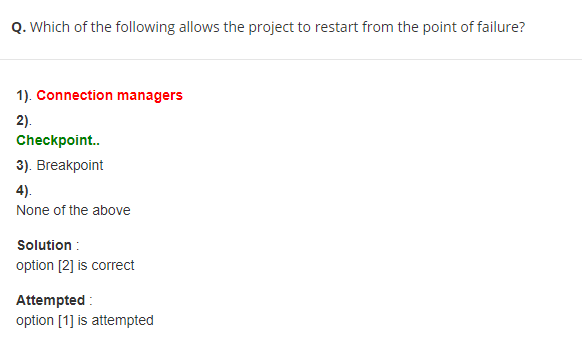 Q. Which of the following allows the project to restart from the point of failure?
1). Connection managers
2).
Checkpoint..
3). Breakpoint
4).
None of the above
Solution :
option [2] is correct
Attempted :
option [1] is attempted